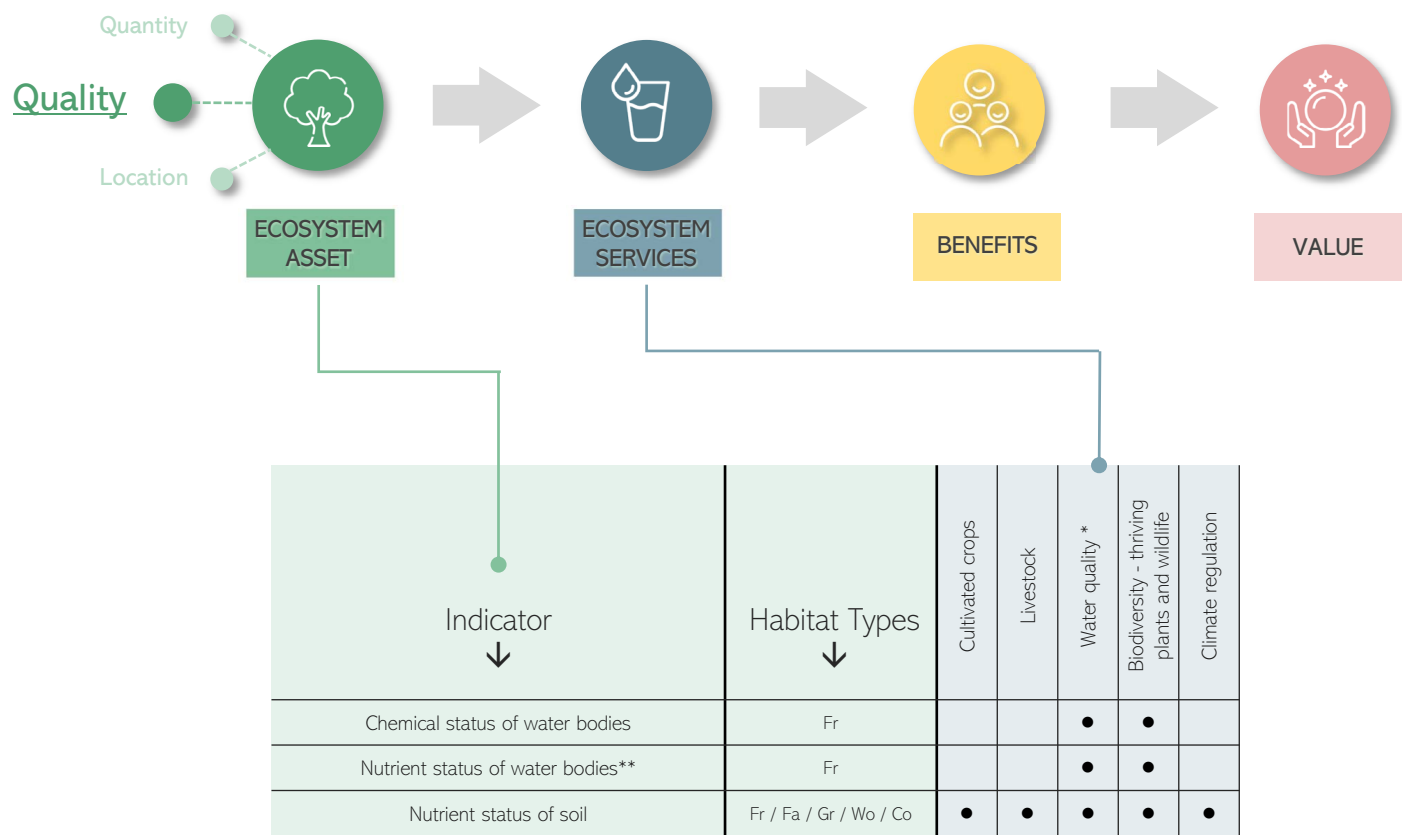 Quantity
Quality
Location
ECOSYSTEM
ASSET
ECOSYSTEM
SERVICES
BENEFITS
VALUE
Indicator
↓
Habitat Types
↓
Cultivated crops
Livestock
Water quality *
Biodiversity - thriving
plants and wildlife
Climate regulation
Chemical status of water bodies Fr ● ●
Nutrient status of water bodies** Fr ● ●
Nutrient status of soil Fr / Fa / Gr / Wo / Co ● ● ● ● ●